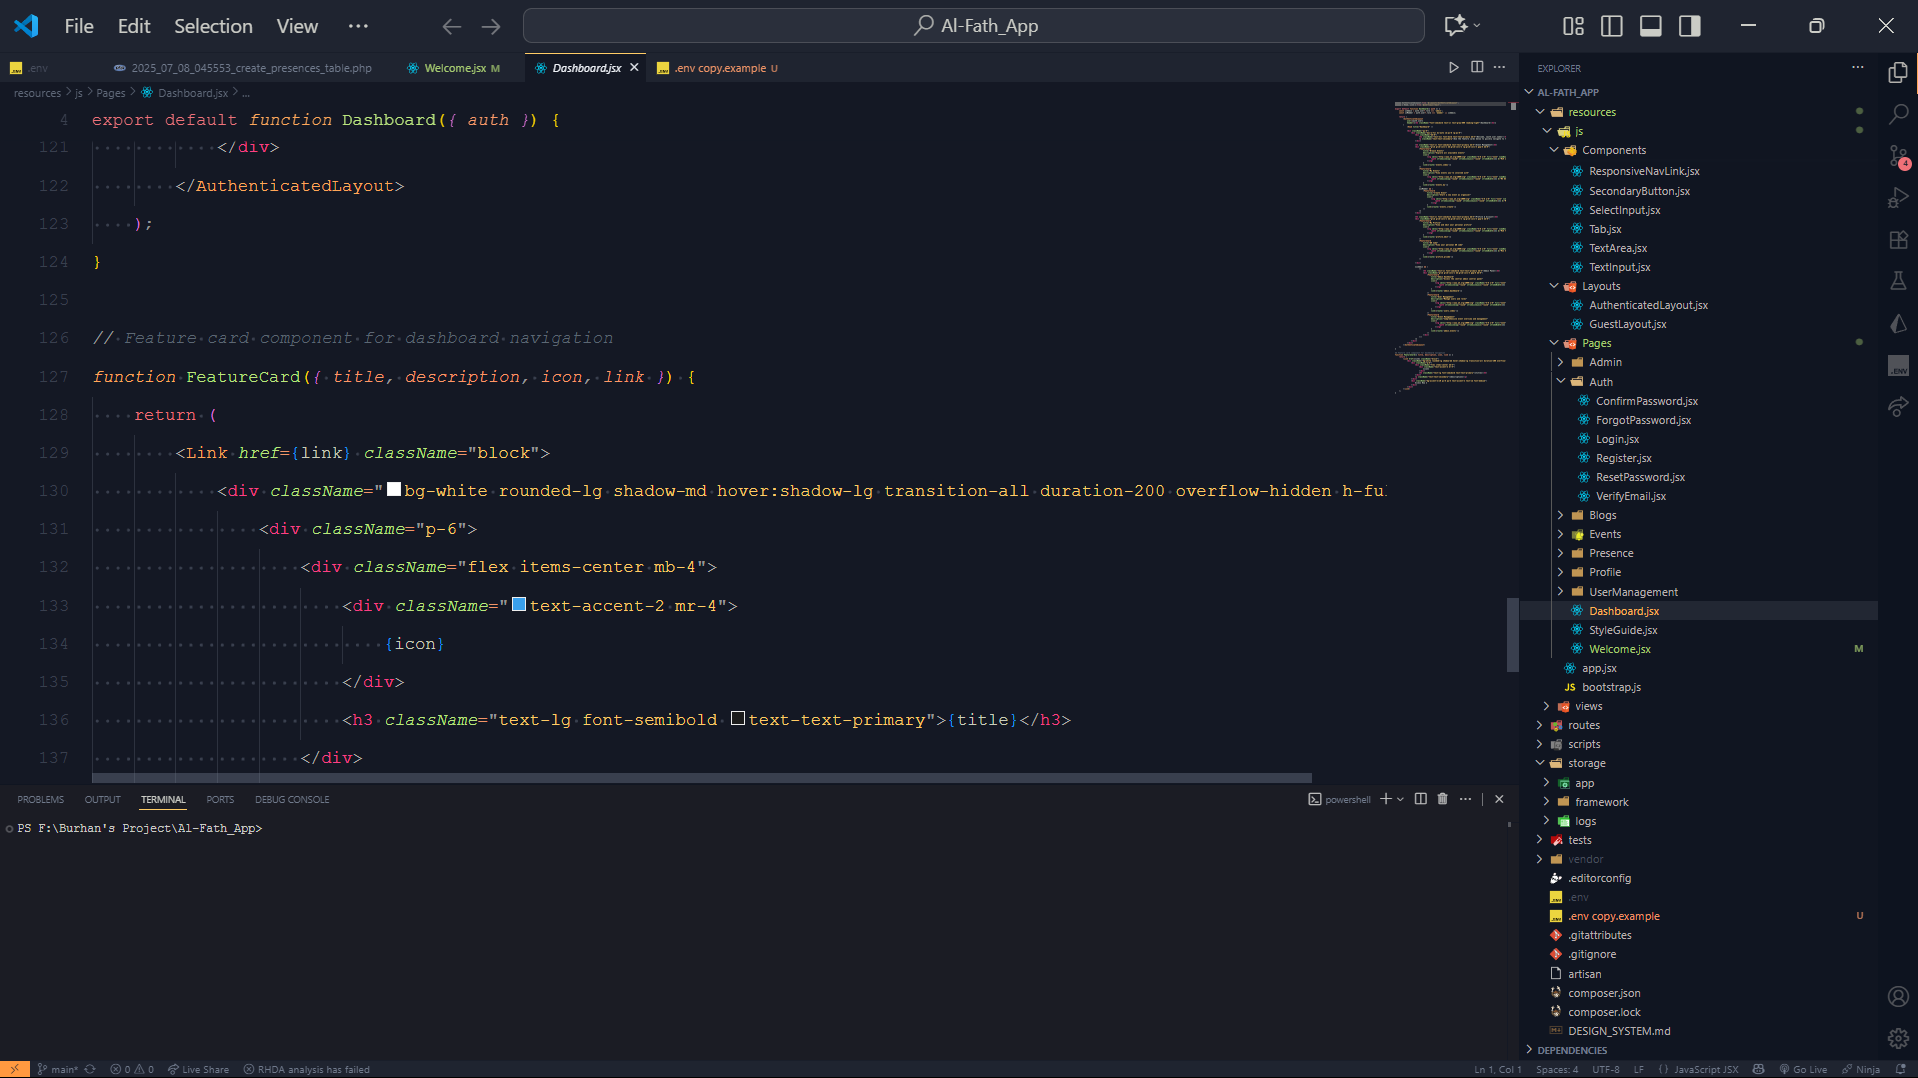 File Edit Selection View
Al-Fath_App
.env
2025_07_08_045553_create_presences_table.php
Welcome.jsx M
Dashboard.jsx
.env copy.example U
resources > js > Pages > Dashboard.jsx > ...
4 export default function Dashboard({ auth }) {
121 </div>
122 </AuthenticatedLayout>
123 );
124 }
125
126 // Feature card component for dashboard navigation
127 function FeatureCard({ title, description, icon, link }) {
128 return (
129 <Link href={link} className="block">
130 <div className="bg-white rounded-lg shadow-md hover:shadow-lg transition-all duration-200 overflow-hidden h-ful
131 <div className="p-6">
132 <div className="flex items-center mb-4">
133 <div className="text-accent-2 mr-4">
134 {icon}
135 </div>
136 <h3 className="text-lg font-semibold text-text-primary">{title}</h3>
137 </div>
PROBLEMS OUTPUT TERMINAL PORTS DEBUG CONSOLE
powershell
PS F:\Burhan's Project\Al-Fath_App>
EXPLORER
AL-FATH_APP
resources
js
Components
ResponsiveNavLink.jsx
SecondaryButton.jsx
SelectInput.jsx
Tab.jsx
TextArea.jsx
TextInput.jsx
Layouts
AuthenticatedLayout.jsx
GuestLayout.jsx
Pages
Admin
Auth
ConfirmPassword.jsx
ForgotPassword.jsx
Login.jsx
Register.jsx
ResetPassword.jsx
VerifyEmail.jsx
Blogs
Events
Presence
Profile
UserManagement
Dashboard.jsx
StyleGuide.jsx
Welcome.jsx M
app.jsx
JS bootstrap.js
views
routes
scripts
storage
app
framework
logs
tests
vendor
.editorconfig
.env
.env copy.example U
.gitattributes
.gitignore
artisan
composer.json
composer.lock
DESIGN_SYSTEM.md
DEPENDENCIES
4
.ENV
main* 0 0 Live Share RHDA analysis has failed
Ln 1, Col 1 Spaces: 4 UTF-8 LF {} JavaScript JSX Go Live Ninja